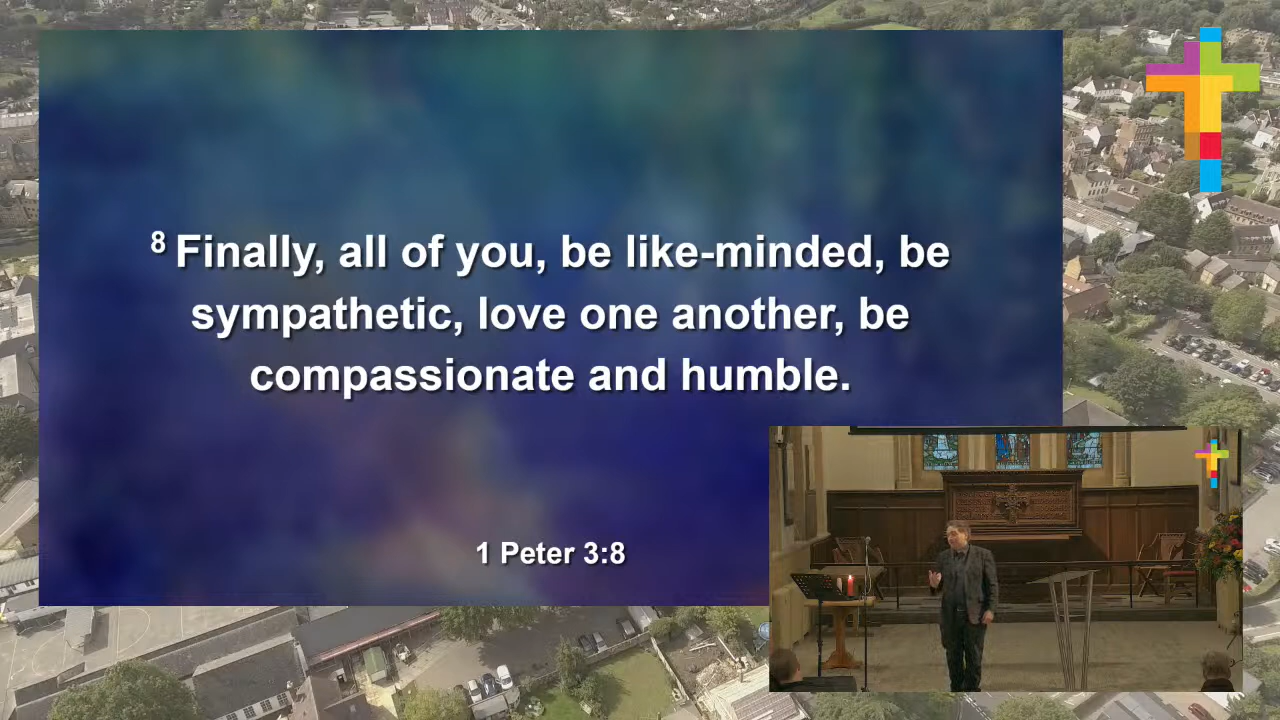 8 Finally, all of you, be like-minded, be
sympathetic, love one another, be
compassionate and humble.
1 Peter 3:8